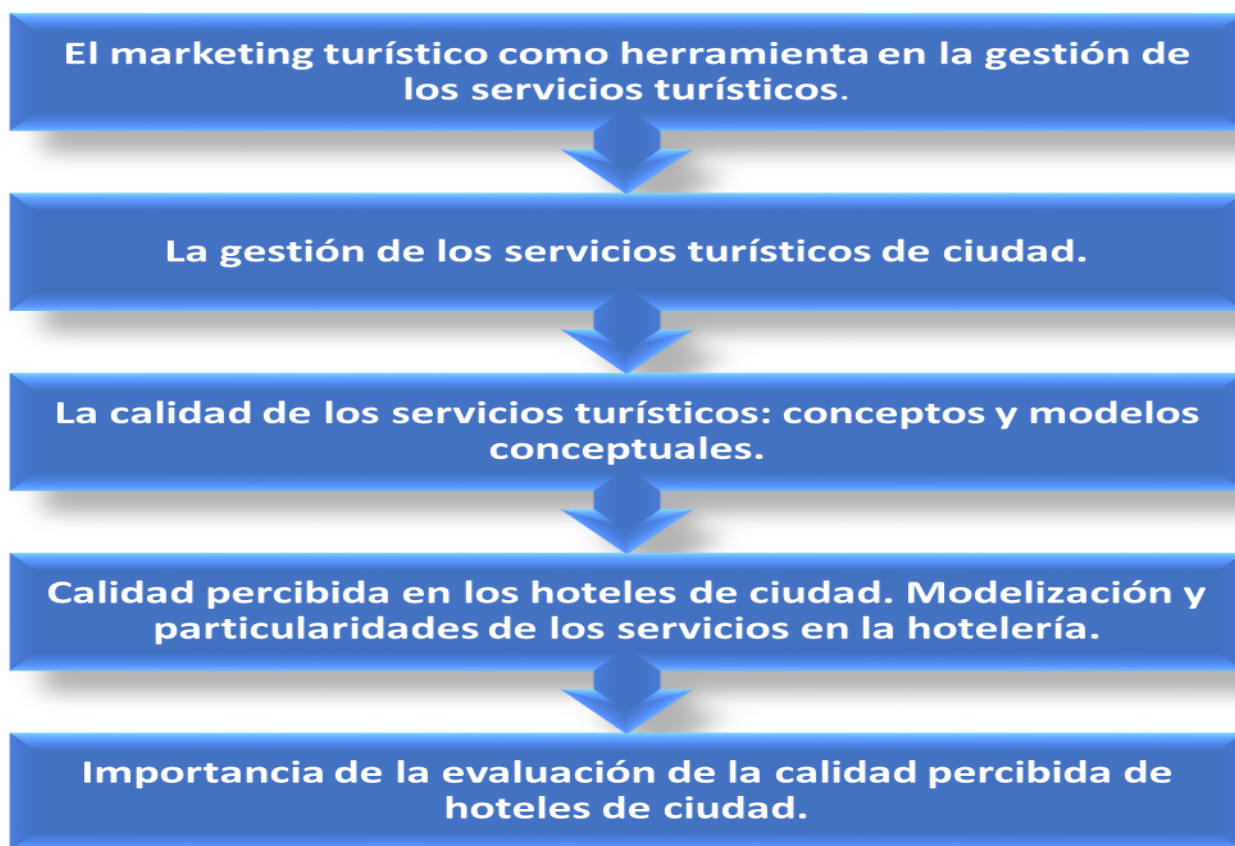 El marketing turístico como herramienta en la gestión de
los servicios turísticos.
La gestión de los servicios turísticos de ciudad.
La calidad de los servicios turísticos: conceptos y modelos
conceptuales.
Calidad percibida en los hoteles de ciudad. Modelización y
particularidades de los servicios en la hotelería.
Importancia de la evaluación de la calidad percibida de
hoteles de ciudad.